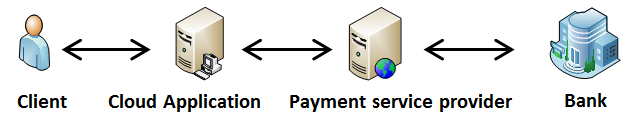 Client
Cloud Application
Payment service provider
Bank